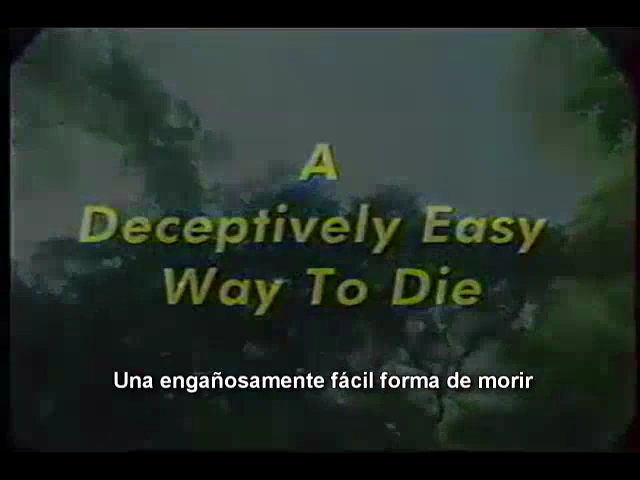 A
Deceptively Easy
Way To Die
Una engañosamente fácil forma de morir